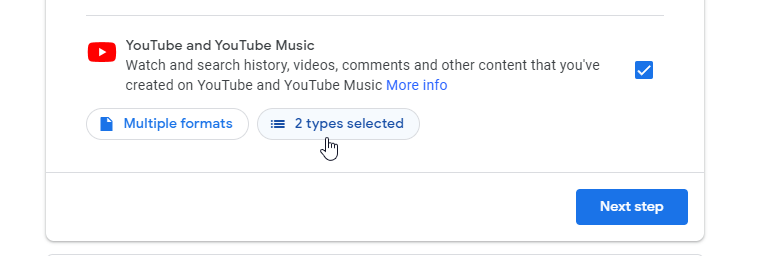 YouTube and YouTube Music
Watch and search history, videos, comments and other content that you've
created on YouTube and YouTube Music More info
Multiple formats
2 types selected
Next step